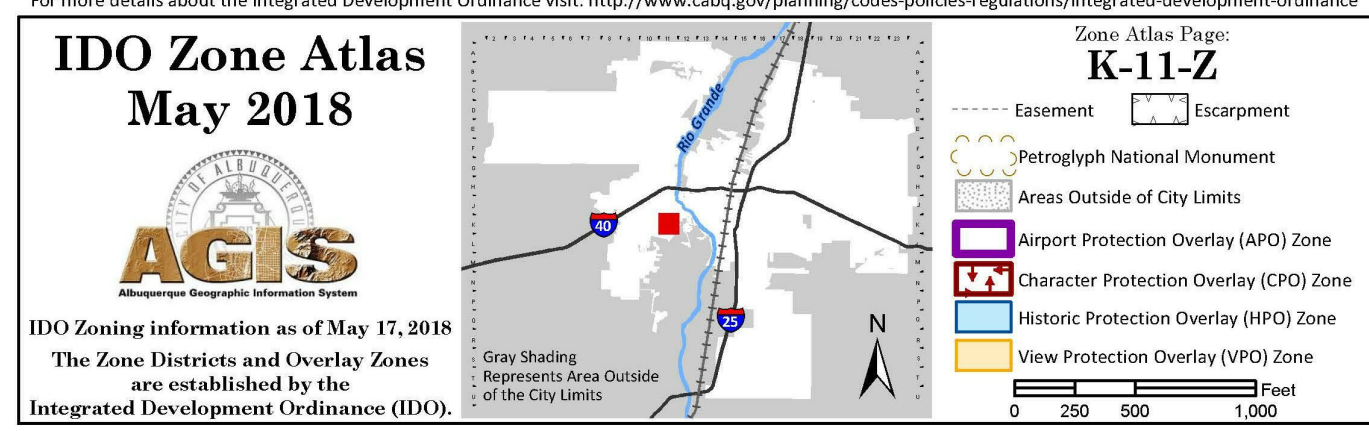 For more details about the Integrated Development Ordinance visit: http://www.cabq.gov/planning/codes-policies-regulations/integrated-development-ordinance
IDO Zone Atlas
May 2018
CITY OF ALBUQUERQUE
AGIS
Albuquerque Geographic Information System
IDO Zoning information as of May 17, 2018
The Zone Districts and Overlay Zones
are established by the
Integrated Development Ordinance (IDO).
Rio Grande
40
25
Gray Shading
Represents Area Outside
of the City Limits
N
Zone Atlas Page:
K-11-Z
Easement
Escarpment
Petroglyph National Monument
Areas Outside of City Limits
Airport Protection Overlay (APO) Zone
Character Protection Overlay (CPO) Zone
Historic Protection Overlay (HPO) Zone
View Protection Overlay (VPO) Zone
Feet
0 250 500 1,000